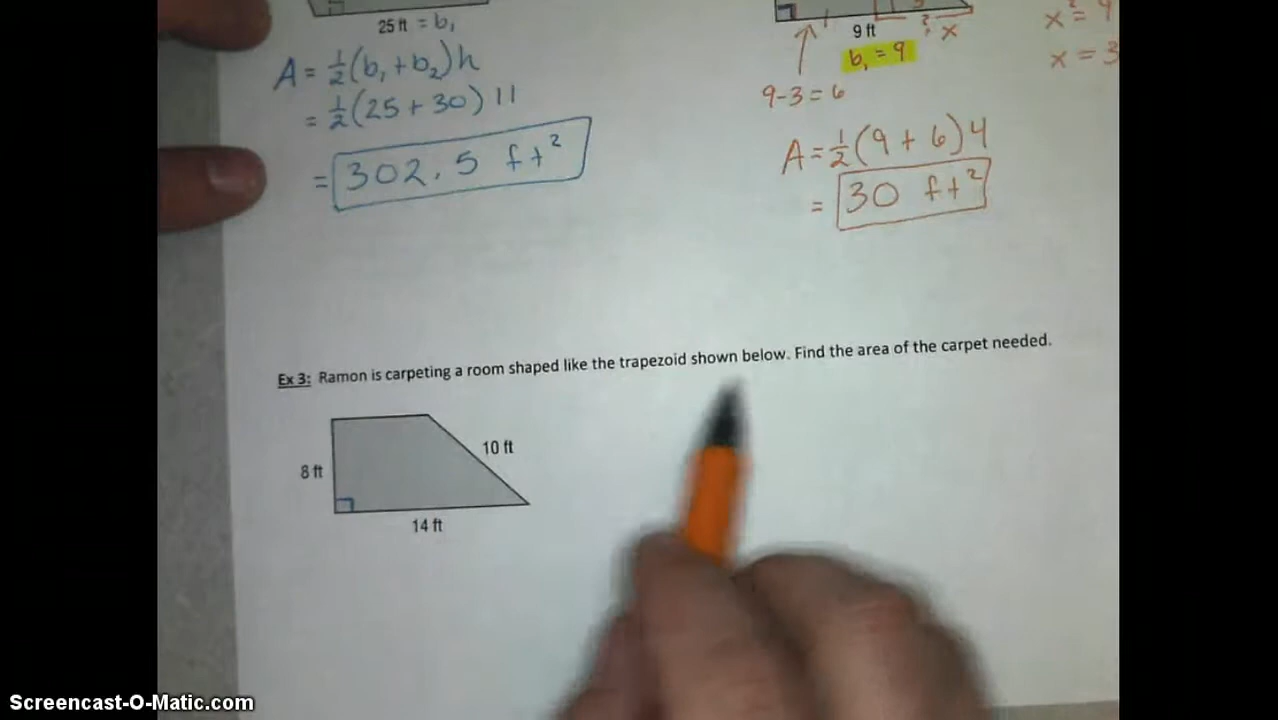 25 ft = b₁
A = ½(b₁+b₂)h
= ½(25 + 30) 11
= 302.5 ft²
9 ft
? x
b₁ = 9
9-3=6
x = 3
A = ½(9 + 6)4
= 30 ft²
Ex 3: Ramon is carpeting a room shaped like the trapezoid shown below. Find the area of the carpet needed.
8 ft
10 ft
14 ft
Screencast-O-Matic.com